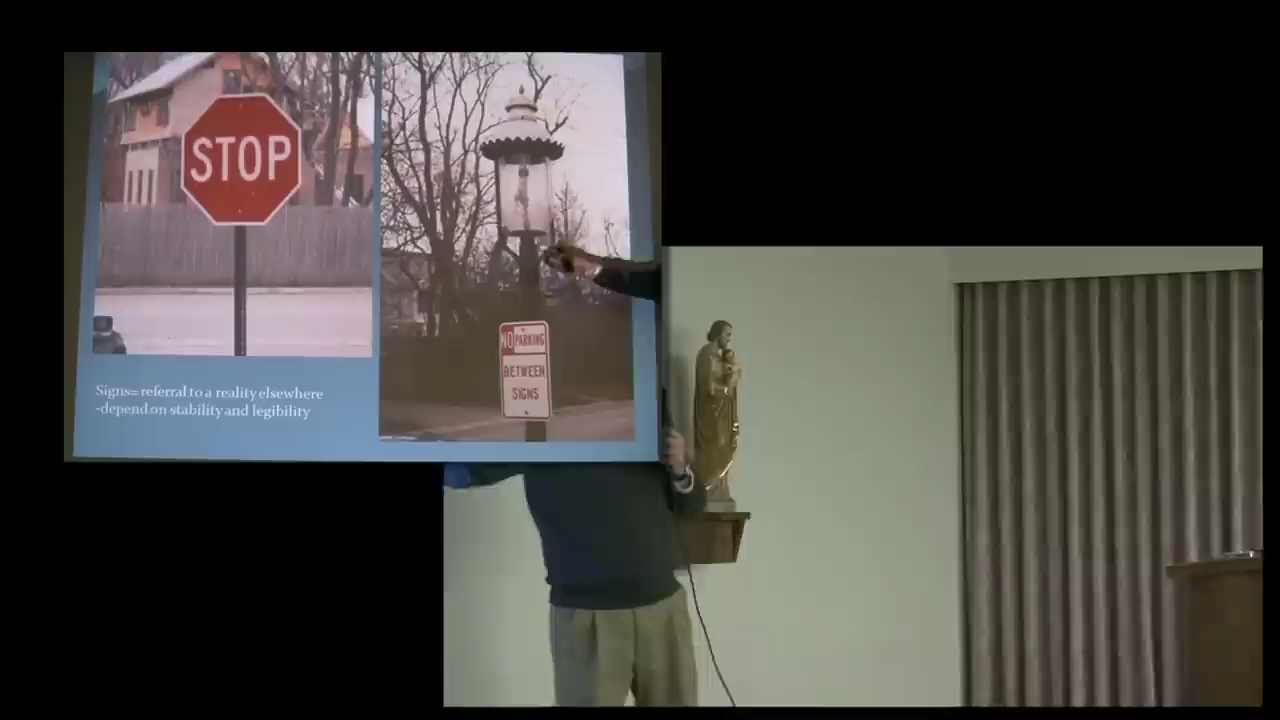 STOP
NO PARKING
BETWEEN
SIGNS
Signs= referral to a reality elsewhere
-depend on stability and legibility